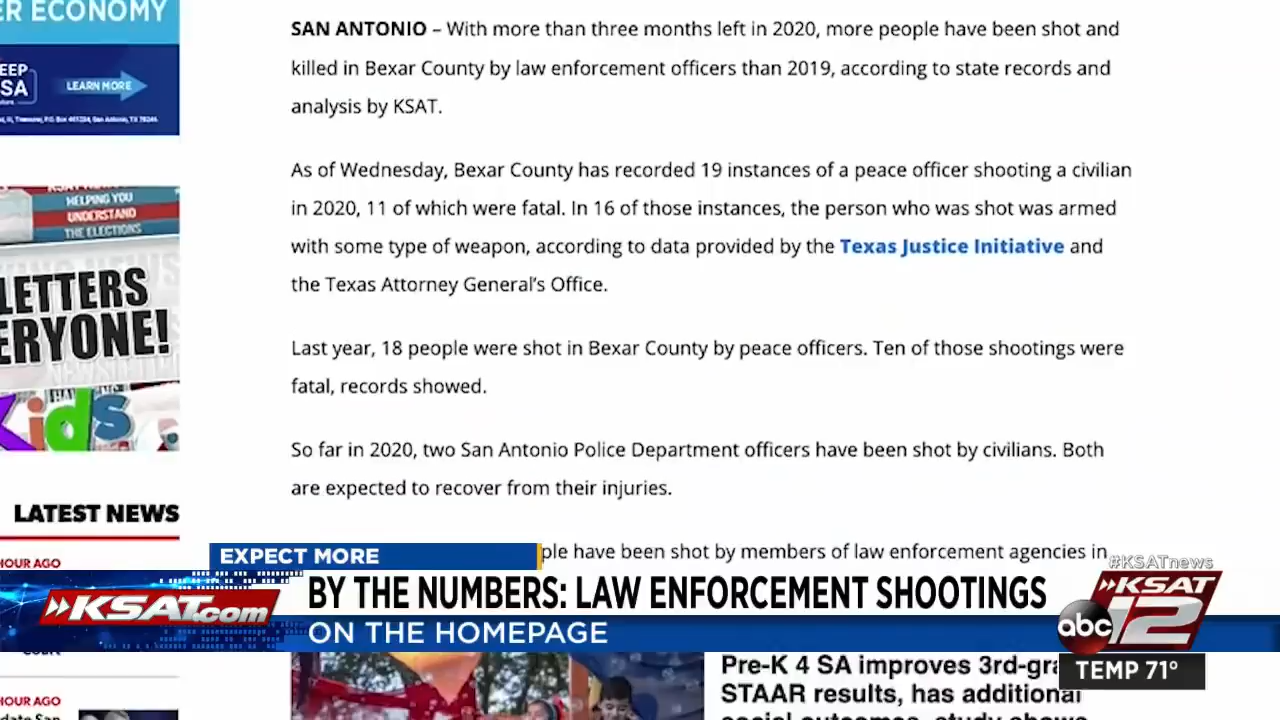 ER ECONOMY
EEP
SA
LEARN MORE
HELPING YOU
UNDERSTAND
THE ELECTIONS
LETTERS
ERYONE!
Kids
LATEST NEWS
HOUR AGO
HOUR AGO
SAN ANTONIO – With more than three months left in 2020, more people have been shot and
killed in Bexar County by law enforcement officers than 2019, according to state records and
analysis by KSAT.
As of Wednesday, Bexar County has recorded 19 instances of a peace officer shooting a civilian
in 2020, 11 of which were fatal. In 16 of those instances, the person who was shot was armed
with some type of weapon, according to data provided by the Texas Justice Initiative and
the Texas Attorney General’s Office.
Last year, 18 people were shot in Bexar County by peace officers. Ten of those shootings were
fatal, records showed.
So far in 2020, two San Antonio Police Department officers have been shot by civilians. Both
are expected to recover from their injuries.
ple have been shot by members of law enforcement agencies in
EXPECT MORE
KSAT.com
BY THE NUMBERS: LAW ENFORCEMENT SHOOTINGS
ON THE HOMEPAGE
#KSATnews
KSAT
abc 12
TEMP 71°
Pre-K 4 SA improves 3rd-gra
STAAR results, has additional